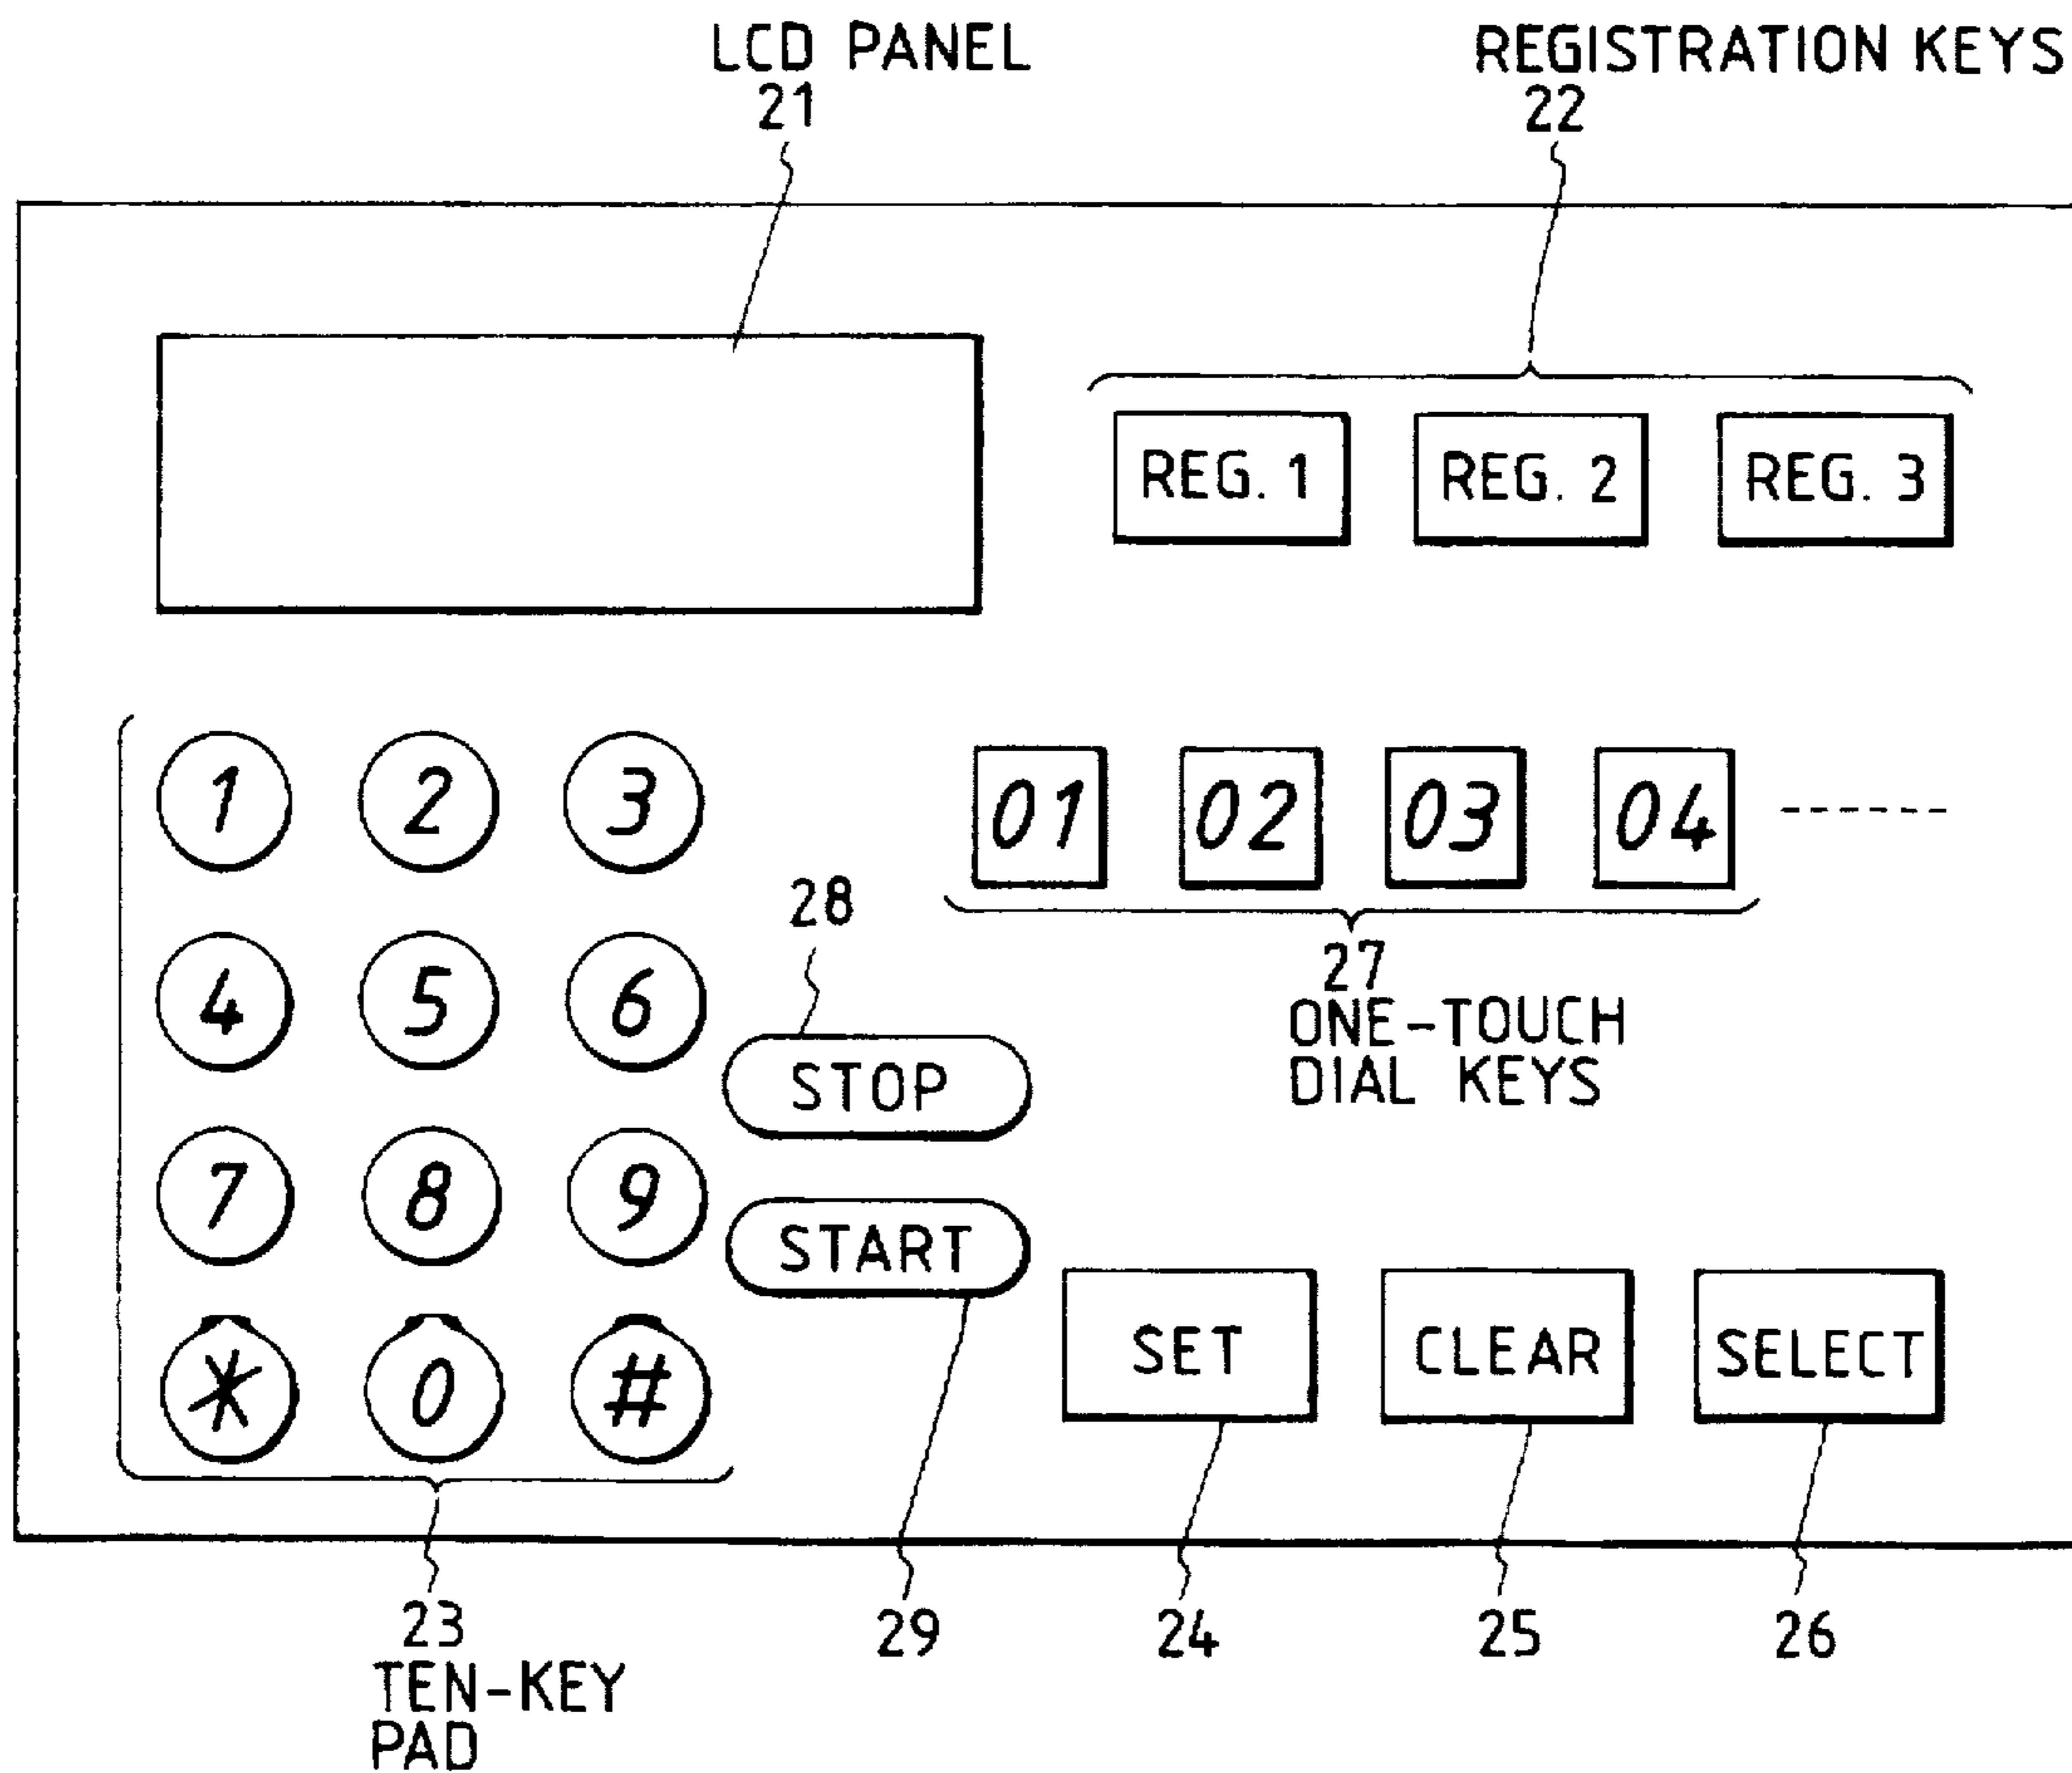 LCD PANEL
21
REGISTRATION KEYS
22
REG. 1
REG. 2
REG. 3
1 2 3
4 5 6
7 8 9
* 0 #
01 02 03 04 ------
27
ONE-TOUCH
DIAL KEYS
28
STOP
START
SET
CLEAR
SELECT
23
TEN-KEY
PAD
29
24
25
26